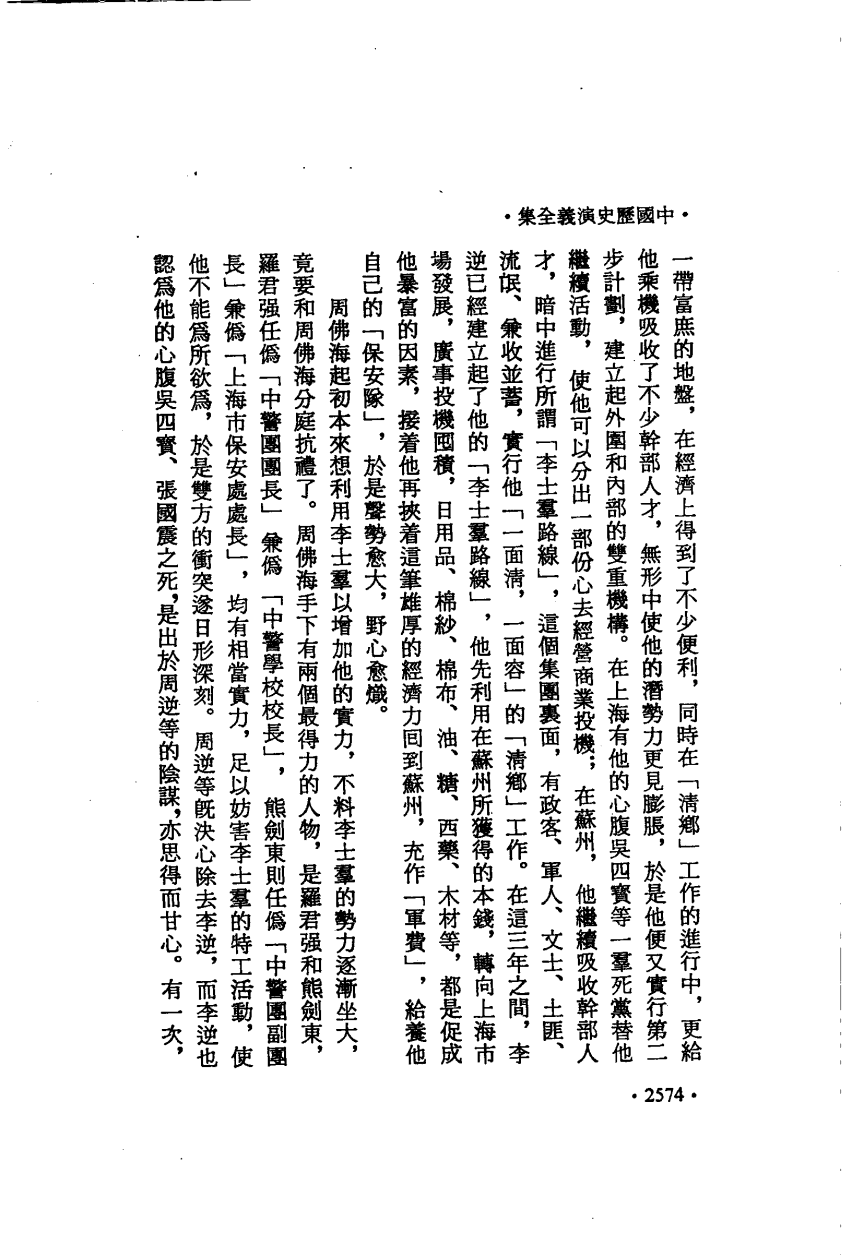 ・中國歷史演義全集・
一帶富庶的地盤，在經濟上得到了不少便利，同時在「清鄉」工作的進行中，更給
他乘機吸收了不少幹部人才，無形中使他的潛勢力更見膨脹，於是他便又實行第二
步計劃，建立起外圍和內部的雙重機構。在上海有他的心腹吳四寶等一羣死黨替他
繼續活動，使他可以分出一部份心去經營商業投機；在蘇州，他繼續吸收幹部人
才，暗中進行所謂「李士羣路線」，這個集團裏面，有政客、軍人、文士、土匪、
流氓、兼收並蓄，實行他「一面清，一面容」的「清鄉」工作。在這三年之間，李
逆已經建立起了他的「李士羣路線」，他先利用在蘇州所獲得的本錢，轉向上海市
場發展，廣事投機囤積，日用品、棉紗、棉布、油、糖、西藥、木材等，都是促成
他暴富的因素，接着他再挾着這筆雄厚的經濟力回到蘇州，充作「軍費」，給養他
自己的「保安隊」，於是聲勢愈大，野心愈熾。
周佛海起初本來想利用李士羣以增加他的實力，不料李士羣的勢力逐漸坐大，
竟要和周佛海分庭抗禮了。周佛海手下有兩個最得力的人物，是羅君强和熊劍東，
羅君强任僞「中警團團長」兼僞「中警學校校長」，熊劍東則任僞「中警團副團
長」兼僞「上海市保安處處長」，均有相當實力，足以妨害李士羣的特工活動，使
他不能爲所欲爲，於是雙方的衝突遂日形深刻。周逆等既決心除去李逆，而李逆也
認爲他的心腹吳四寶、張國震之死，是出於周逆等的陰謀，亦思得而甘心。有一次，
・2574・